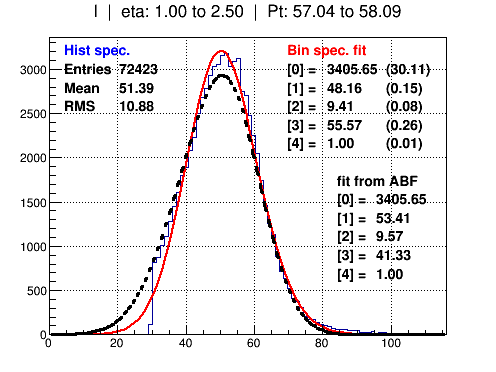 I | eta: 1.00 to 2.50 | Pt: 57.04 to 58.09
Hist spec.
Entries 72423
Mean 51.39
RMS 10.88
Bin spec. fit
[0] = 3405.65 (30.11)
[1] = 48.16 (0.15)
[2] = 9.41 (0.08)
[3] = 55.57 (0.26)
[4] = 1.00 (0.01)
fit from ABF
[0] = 3405.65
[1] = 53.41
[2] = 9.57
[3] = 41.33
[4] = 1.00
3000
2500
2000
1500
1000
500
0
0 20 40 60 80 100